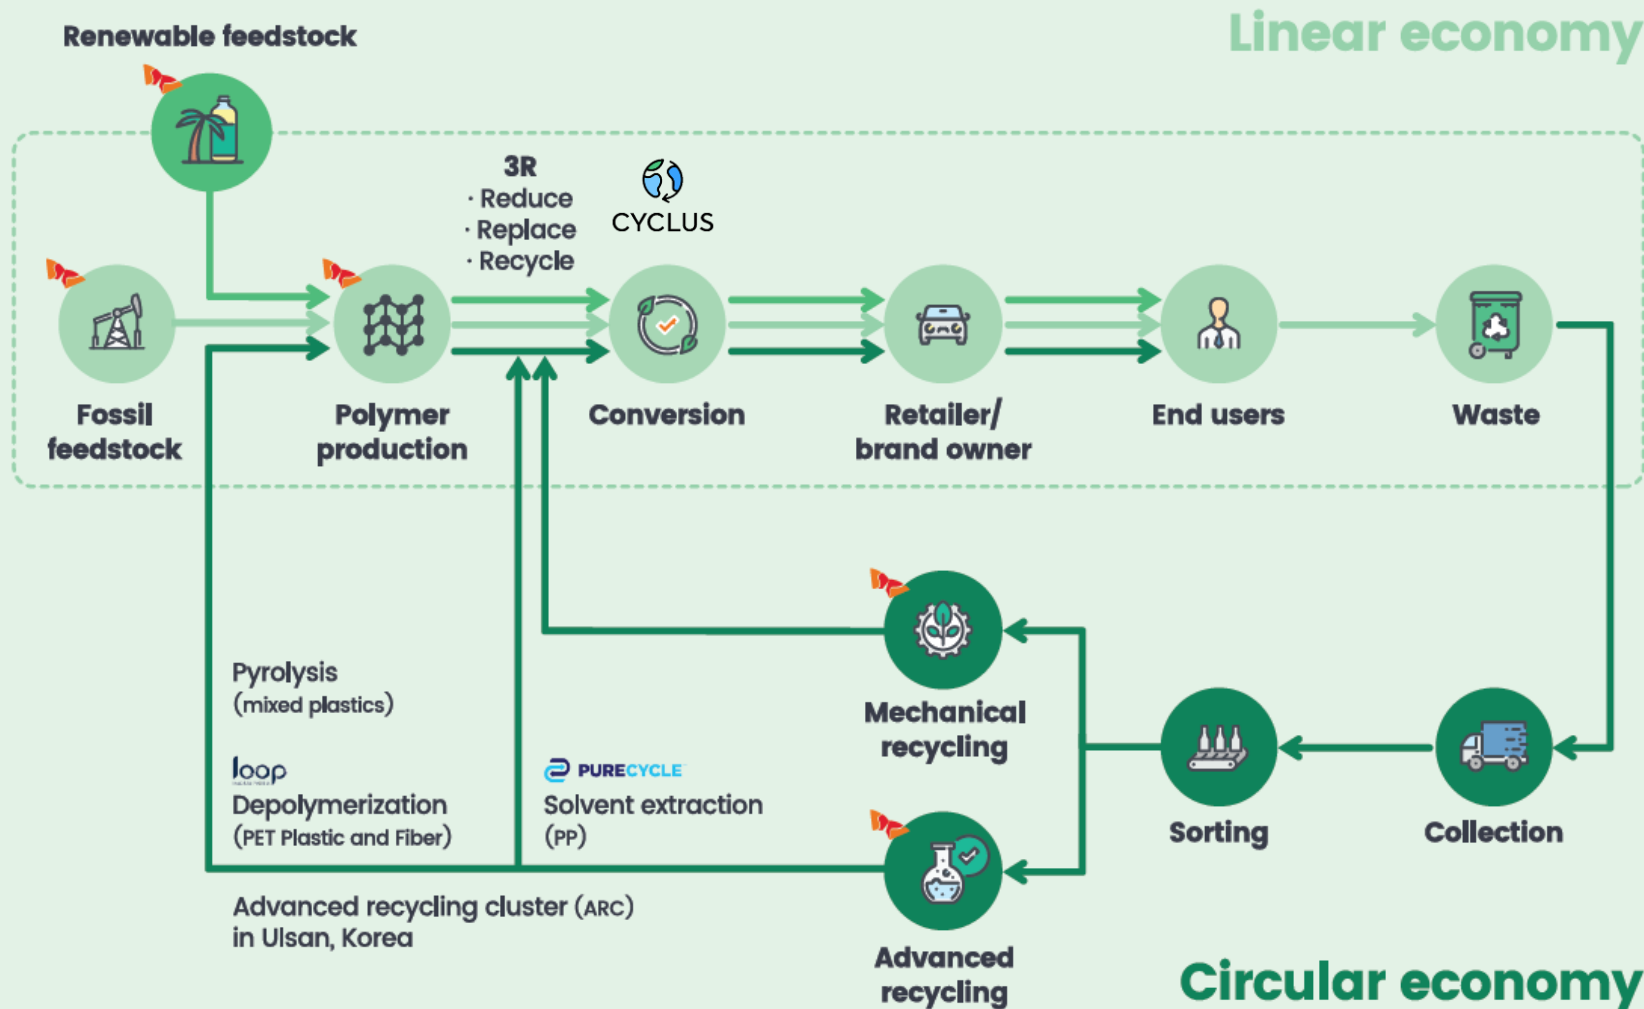 Linear economy
Renewable feedstock
3R
· Reduce
· Replace
· Recycle
CYCLUS
Fossil
feedstock
Polymer
production
Conversion
Retailer/
brand owner
End users
Waste
Pyrolysis
(mixed plastics)
loop
Depolymerization
(PET Plastic and Fiber)
PURECYCLE
Solvent extraction
(PP)
Mechanical
recycling
Sorting
Collection
Advanced recycling cluster (ARC)
in Ulsan, Korea
Advanced
recycling
Circular economy